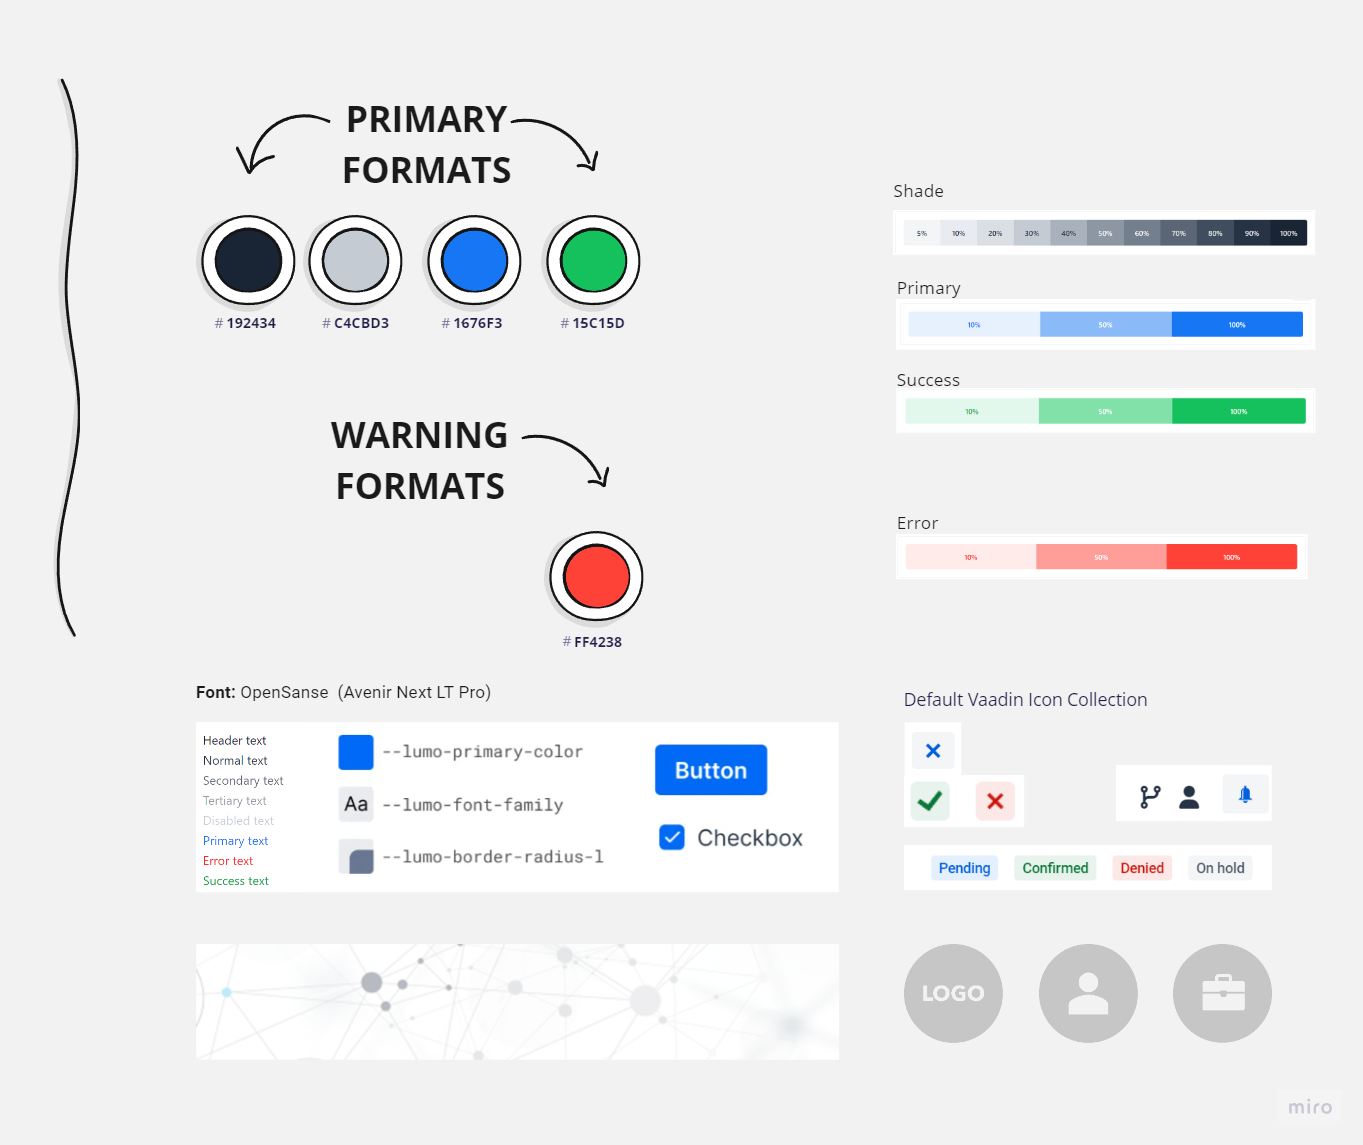 PRIMARY
FORMATS
# 192434
# C4CBD3
# 1676F3
# 15C15D
WARNING
FORMATS
# FF4238
Shade
5% 10% 20% 30% 40% 50% 60% 70% 80% 90% 100%
Primary
10% 50% 100%
Success
10% 50% 100%
Error
10% 50% 100%
Font: OpenSanse (Avenir Next LT Pro)
Header text
Normal text
Secondary text
Tertiary text
Disabled text
Primary text
Error text
Success text
--lumo-primary-color
Aa --lumo-font-family
--lumo-border-radius-l
Button
Checkbox
Default Vaadin Icon Collection
Pending Confirmed Denied On hold
LOGO
miro